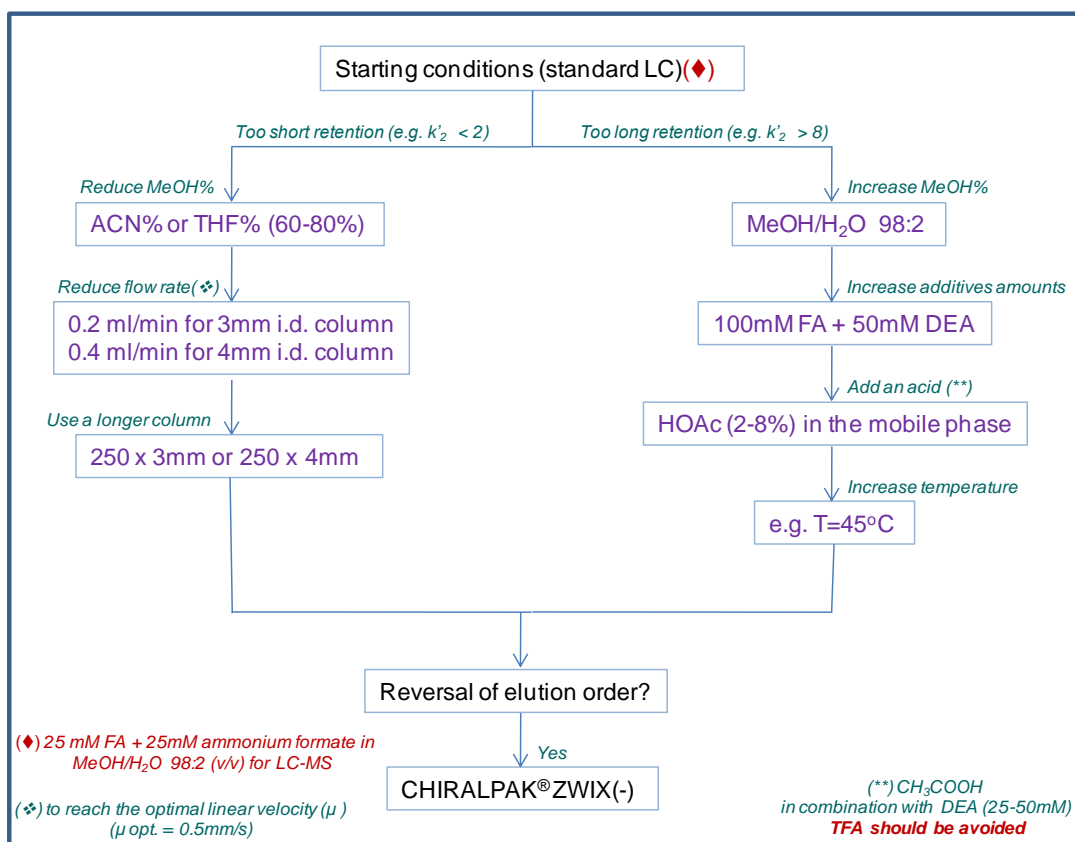 Starting conditions (standard LC)(♦)
Too short retention (e.g. k'₂ < 2)
Too long retention (e.g. k'₂ > 8)
Reduce MeOH%
ACN% or THF% (60-80%)
Reduce flow rate(❖)
0.2 ml/min for 3mm i.d. column
0.4 ml/min for 4mm i.d. column
Use a longer column
250 x 3mm or 250 x 4mm
Increase MeOH%
MeOH/H₂O 98:2
Increase additives amounts
100mM FA + 50mM DEA
Add an acid (**)
HOAc (2-8%) in the mobile phase
Increase temperature
e.g. T=45°C
Reversal of elution order?
Yes
CHIRALPAK® ZWIX(-)
(♦) 25 mM FA + 25mM ammonium formate in
MeOH/H₂O 98:2 (v/v) for LC-MS
(❖) to reach the optimal linear velocity (μ )
(μ opt. = 0.5mm/s)
(**) CH₃COOH
in combination with DEA (25-50mM)
TFA should be avoided